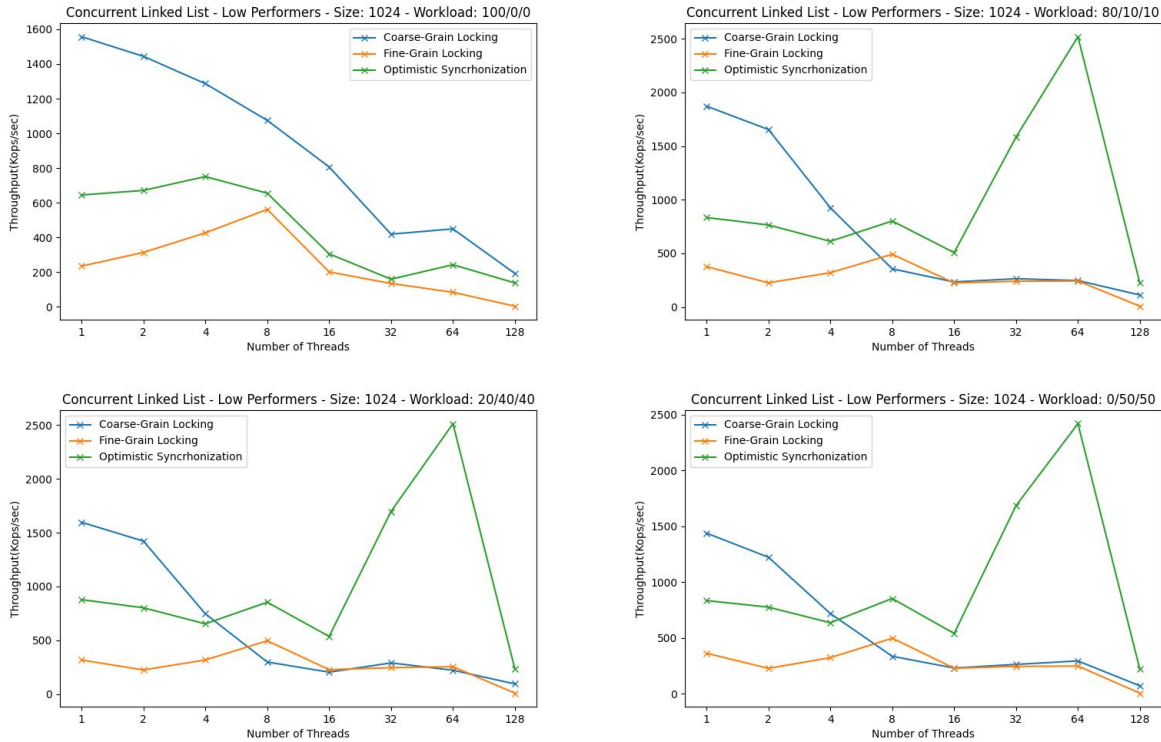 Concurrent Linked List - Low Performers - Size: 1024 - Workload: 100/0/0
Throughput(Kops/sec)
1600
1400
1200
1000
800
600
400
200
0
Coarse-Grain Locking
Fine-Grain Locking
Optimistic Syncrhonization
1 2 4 8 16 32 64 128
Number of Threads
Concurrent Linked List - Low Performers - Size: 1024 - Workload: 80/10/10
Throughput(Kops/sec)
2500
2000
1500
1000
500
0
Coarse-Grain Locking
Fine-Grain Locking
Optimistic Syncrhonization
1 2 4 8 16 32 64 128
Number of Threads
Concurrent Linked List - Low Performers - Size: 1024 - Workload: 20/40/40
Throughput(Kops/sec)
2500
2000
1500
1000
500
0
Coarse-Grain Locking
Fine-Grain Locking
Optimistic Syncrhonization
1 2 4 8 16 32 64 128
Number of Threads
Concurrent Linked List - Low Performers - Size: 1024 - Workload: 0/50/50
Throughput(Kops/sec)
2500
2000
1500
1000
500
0
Coarse-Grain Locking
Fine-Grain Locking
Optimistic Syncrhonization
1 2 4 8 16 32 64 128
Number of Threads